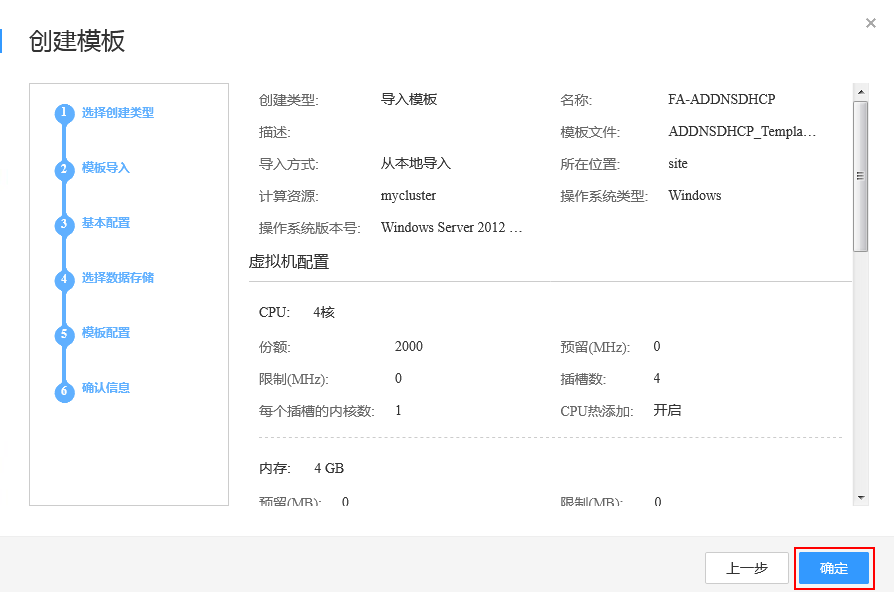 创建模板
×
1 选择创建类型
2 模板导入
3 基本配置
4 选择数据存储
5 模板配置
6 确认信息
创建类型: 导入模板 名称: FA-ADDNSDHCP
描述: 模板文件: ADDNSDHCP_Templa…
导入方式: 从本地导入 所在位置: site
计算资源: mycluster 操作系统类型: Windows
操作系统版本号: Windows Server 2012 …
虚拟机配置
CPU: 4核
份额: 2000 预留(MHz): 0
限制(MHz): 0 插槽数: 4
每个插槽的内核数: 1 CPU热添加: 开启
内存: 4 GB
预留(MB): 0 限制(MB): 0
上一步 确定